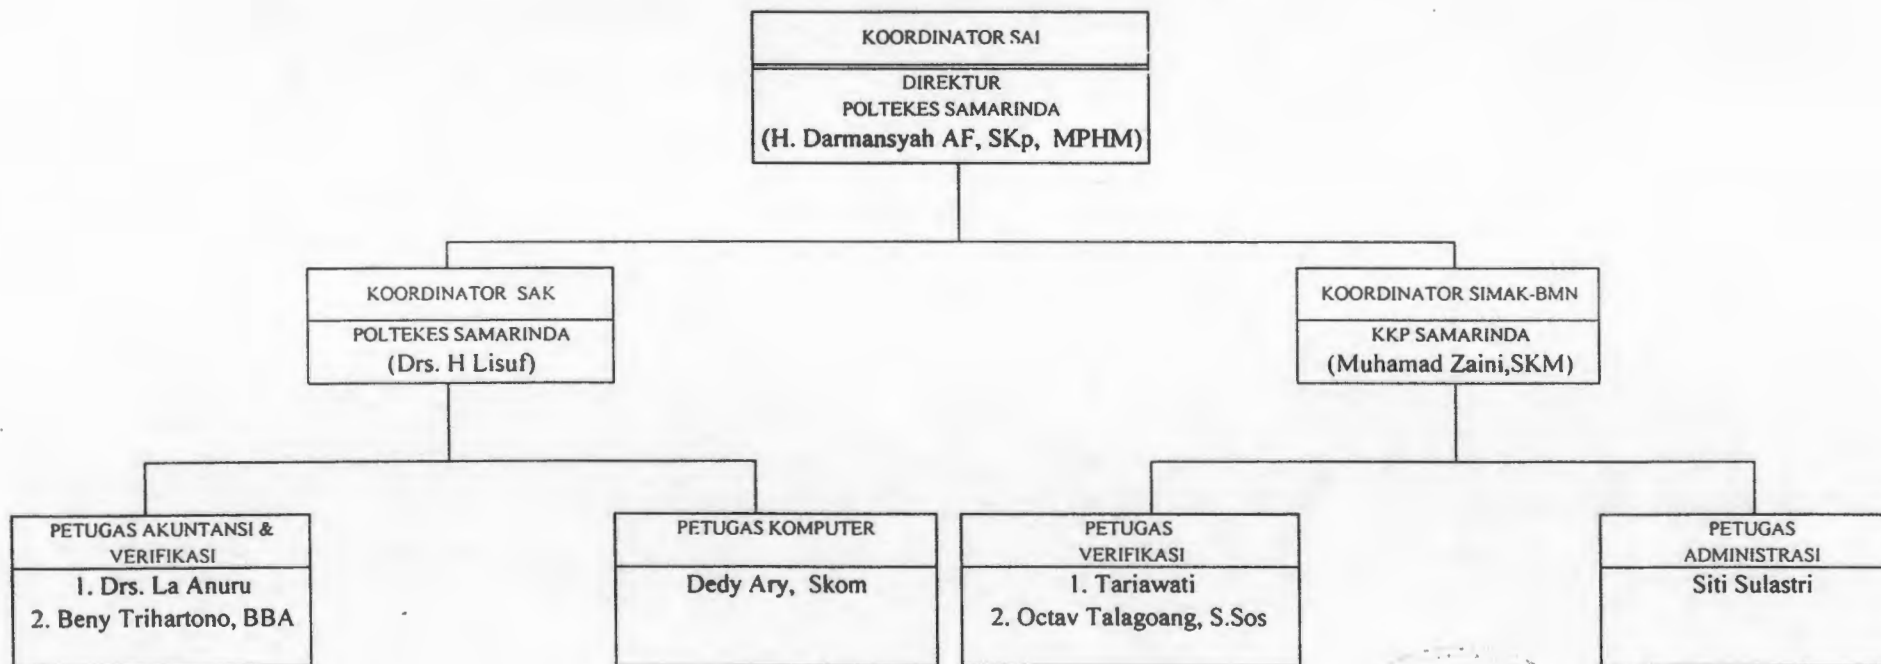 KOORDINATOR SAI
DIREKTUR
POLTEKES SAMARINDA
(H. Darmansyah AF, SKp, MPHM)
KOORDINATOR SAK
POLTEKES SAMARINDA
(Drs. H Lisuf)
KOORDINATOR SIMAK-BMN
KKP SAMARINDA
(Muhamad Zaini,SKM)
PETUGAS AKUNTANSI &
VERIFIKASI
1. Drs. La Anuru
2. Beny Trihartono, BBA
PETUGAS KOMPUTER
Dedy Ary, Skom
PETUGAS
VERIFIKASI
1. Tariawati
2. Octav Talagoang, S.Sos
PETUGAS
ADMINISTRASI
Siti Sulastri